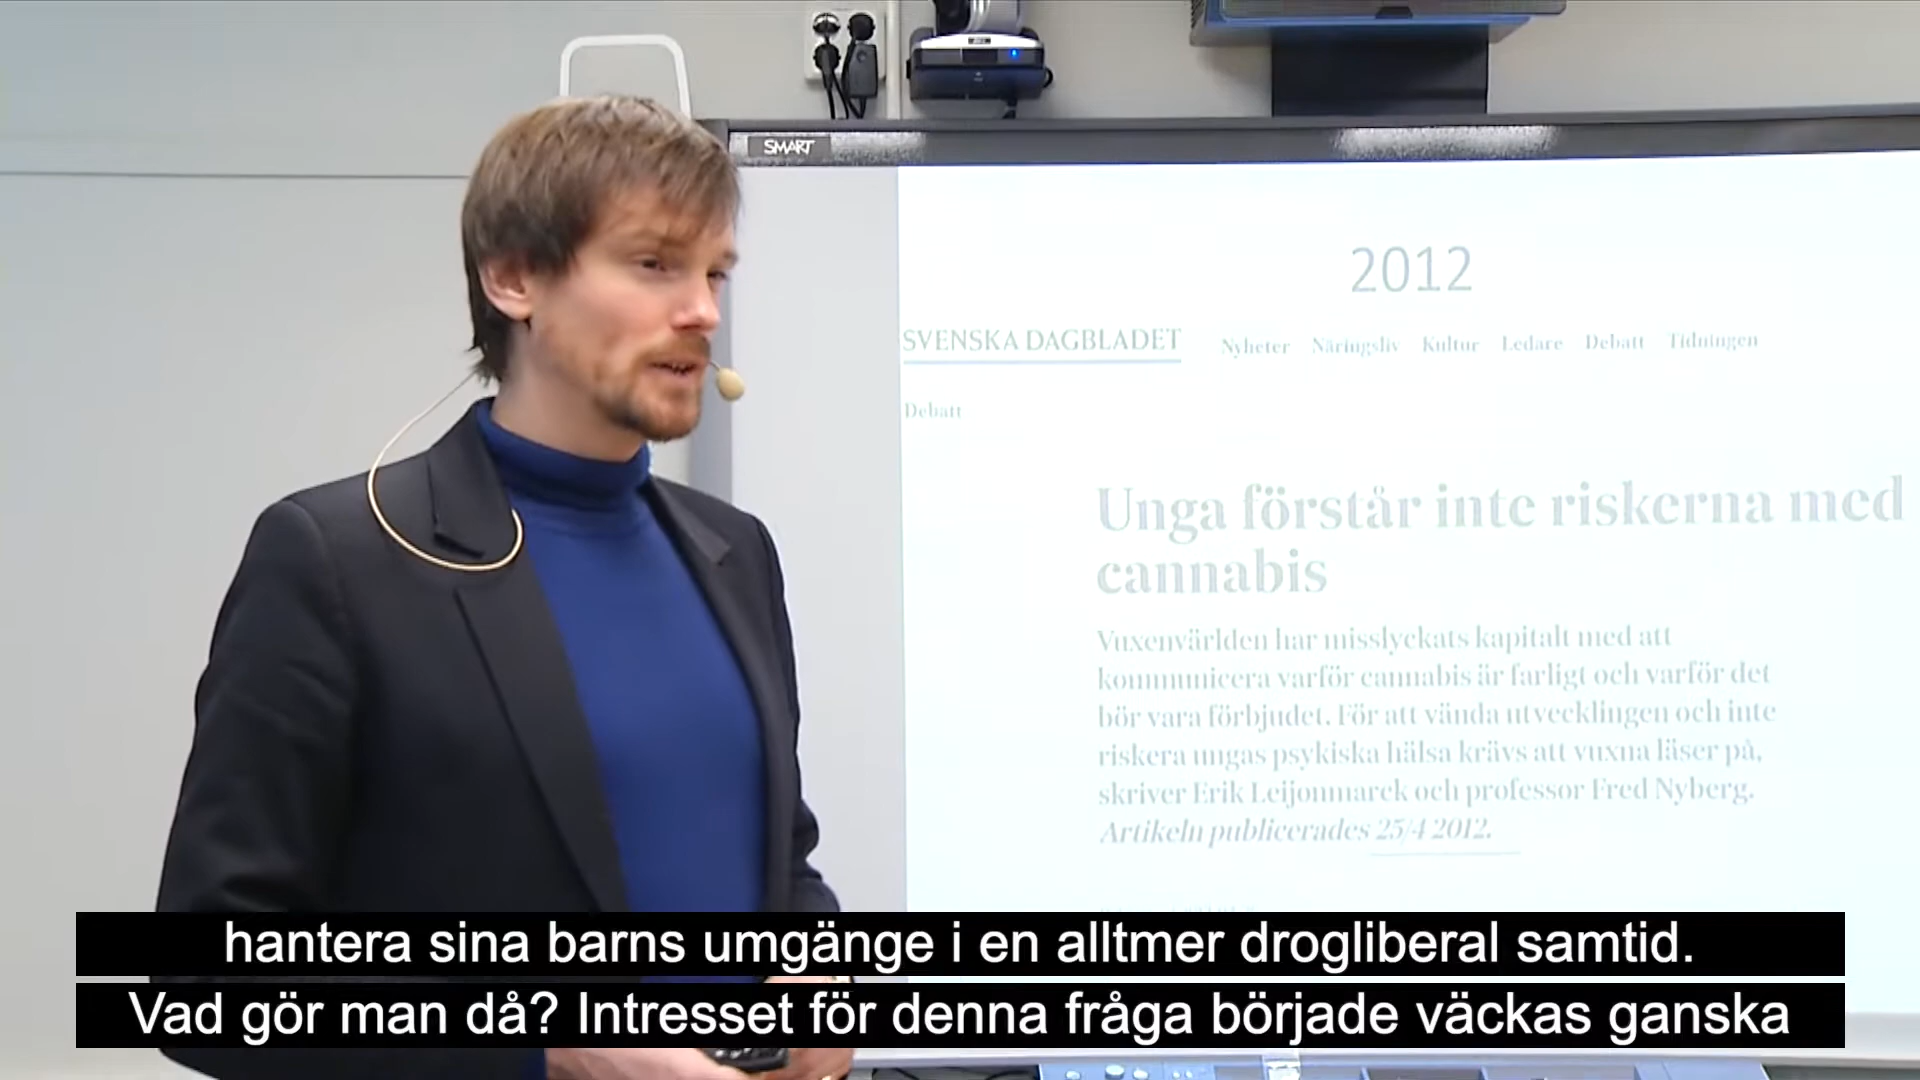 SMART
2012
SVENSKA DAGBLADET Nyheter Näringsliv Kultur Ledare Debatt Tidningen
Debatt
Unga förstår inte riskerna med
cannabis
Vuxenvärlden har misslyckats kapitalt med att
kommunicera varför cannabis är farligt och varför det
bör vara förbjudet. För att vända utvecklingen och inte
riskera ungas psykiska hälsa krävs att vuxna läser på,
skriver Erik Leijonmarck och professor Fred Nyberg.
Artikeln publicerades 25/4 2012.
hantera sina barns umgänge i en alltmer drogliberal samtid.
Vad gör man då? Intresset för denna fråga började väckas ganska